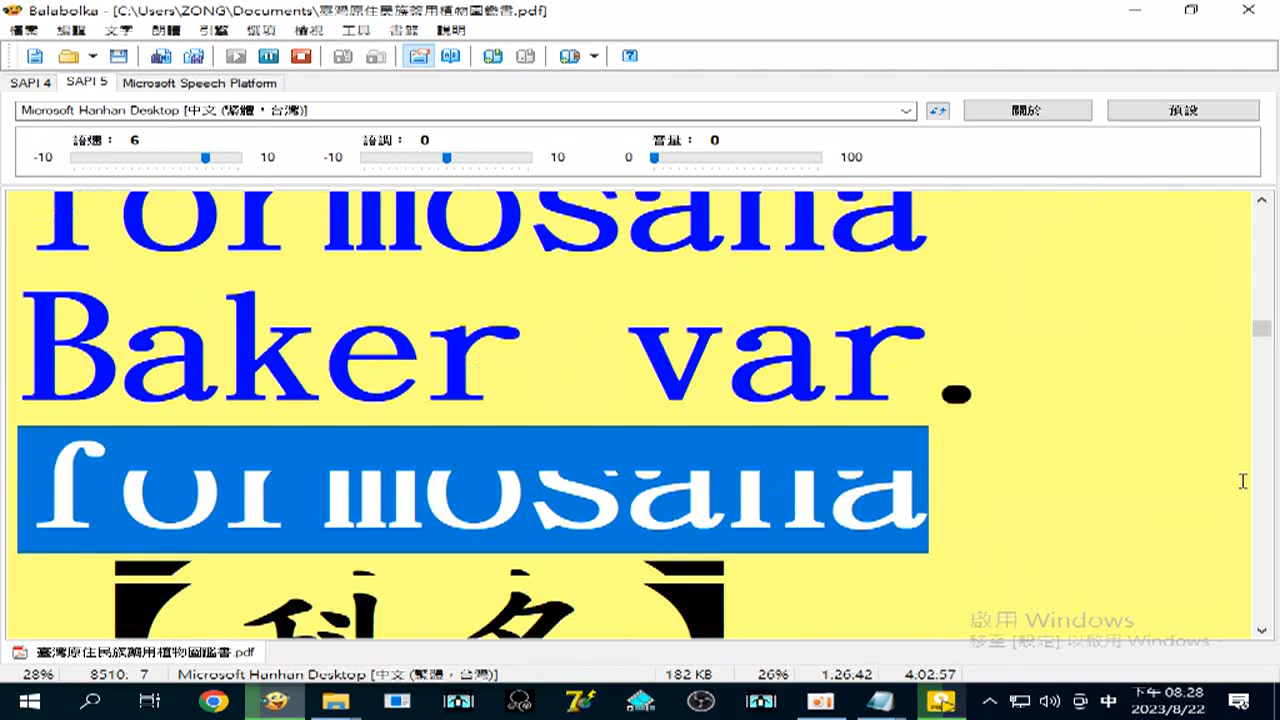 Balabolka - [C:\Users\ZONG\Documents\臺灣原住民族藥用植物圖鑑書.pdf]
檔案 編輯 文字 朗讀 引擎 選項 檢視 工具 書籤 說明
SAPI 4 SAPI 5 Microsoft Speech Platform
Microsoft Hanhan Desktop [中文 (繁體，台灣)] 關於 預設
語速： 6 語調： 0 音量： 0
-10 10 -10 10 0 100
formosana
Baker var.
formosana
【科名】
啟用 Windows
移至 [設定] 以啟用 Windows。
臺灣原住民族藥用植物圖鑑書.pdf
28% 8510. 7 Microsoft Hanhan Desktop [中文 (繁體，台灣)] 182 KB 26% 1.26.42 4.02.57
中 下午 08.28
2023/8/22